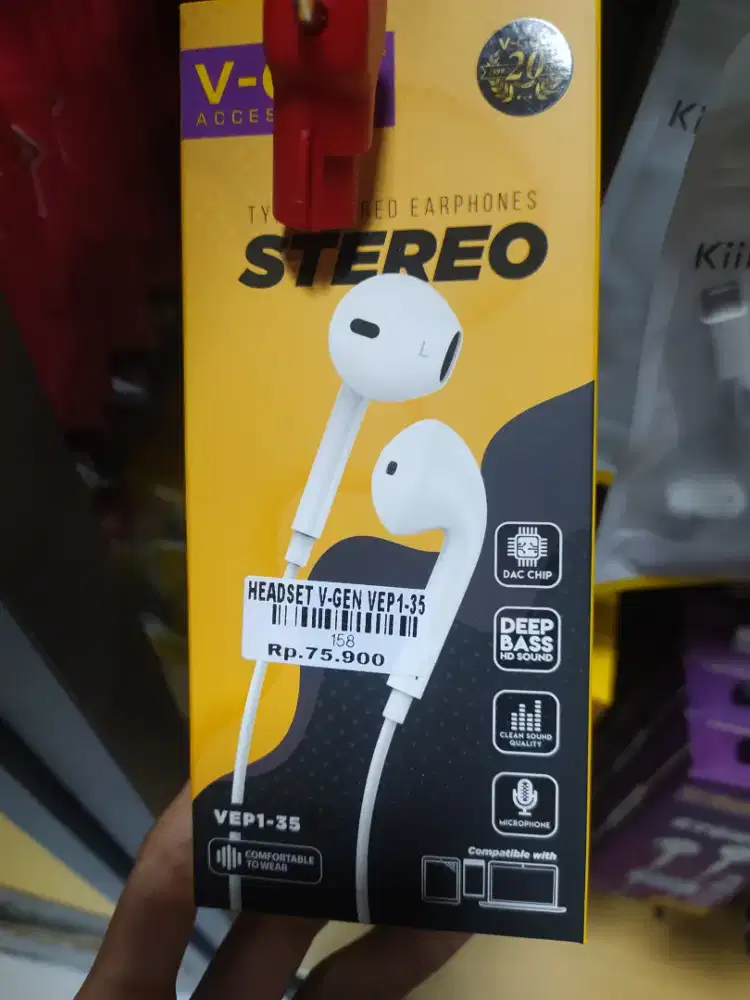 V-
ACCES
V-G
20
TY RED EARPHONES
STEREO
L
DAC CHIP
HEADSET V-GEN VEP1-35
158
Rp.75.900
DEEP
BASS
HD SOUND
CLEAN SOUND
QUALITY
MICROPHONE
VEP1-35
COMFORTABLE
TO WEAR
Compatible with
Ki
Kii